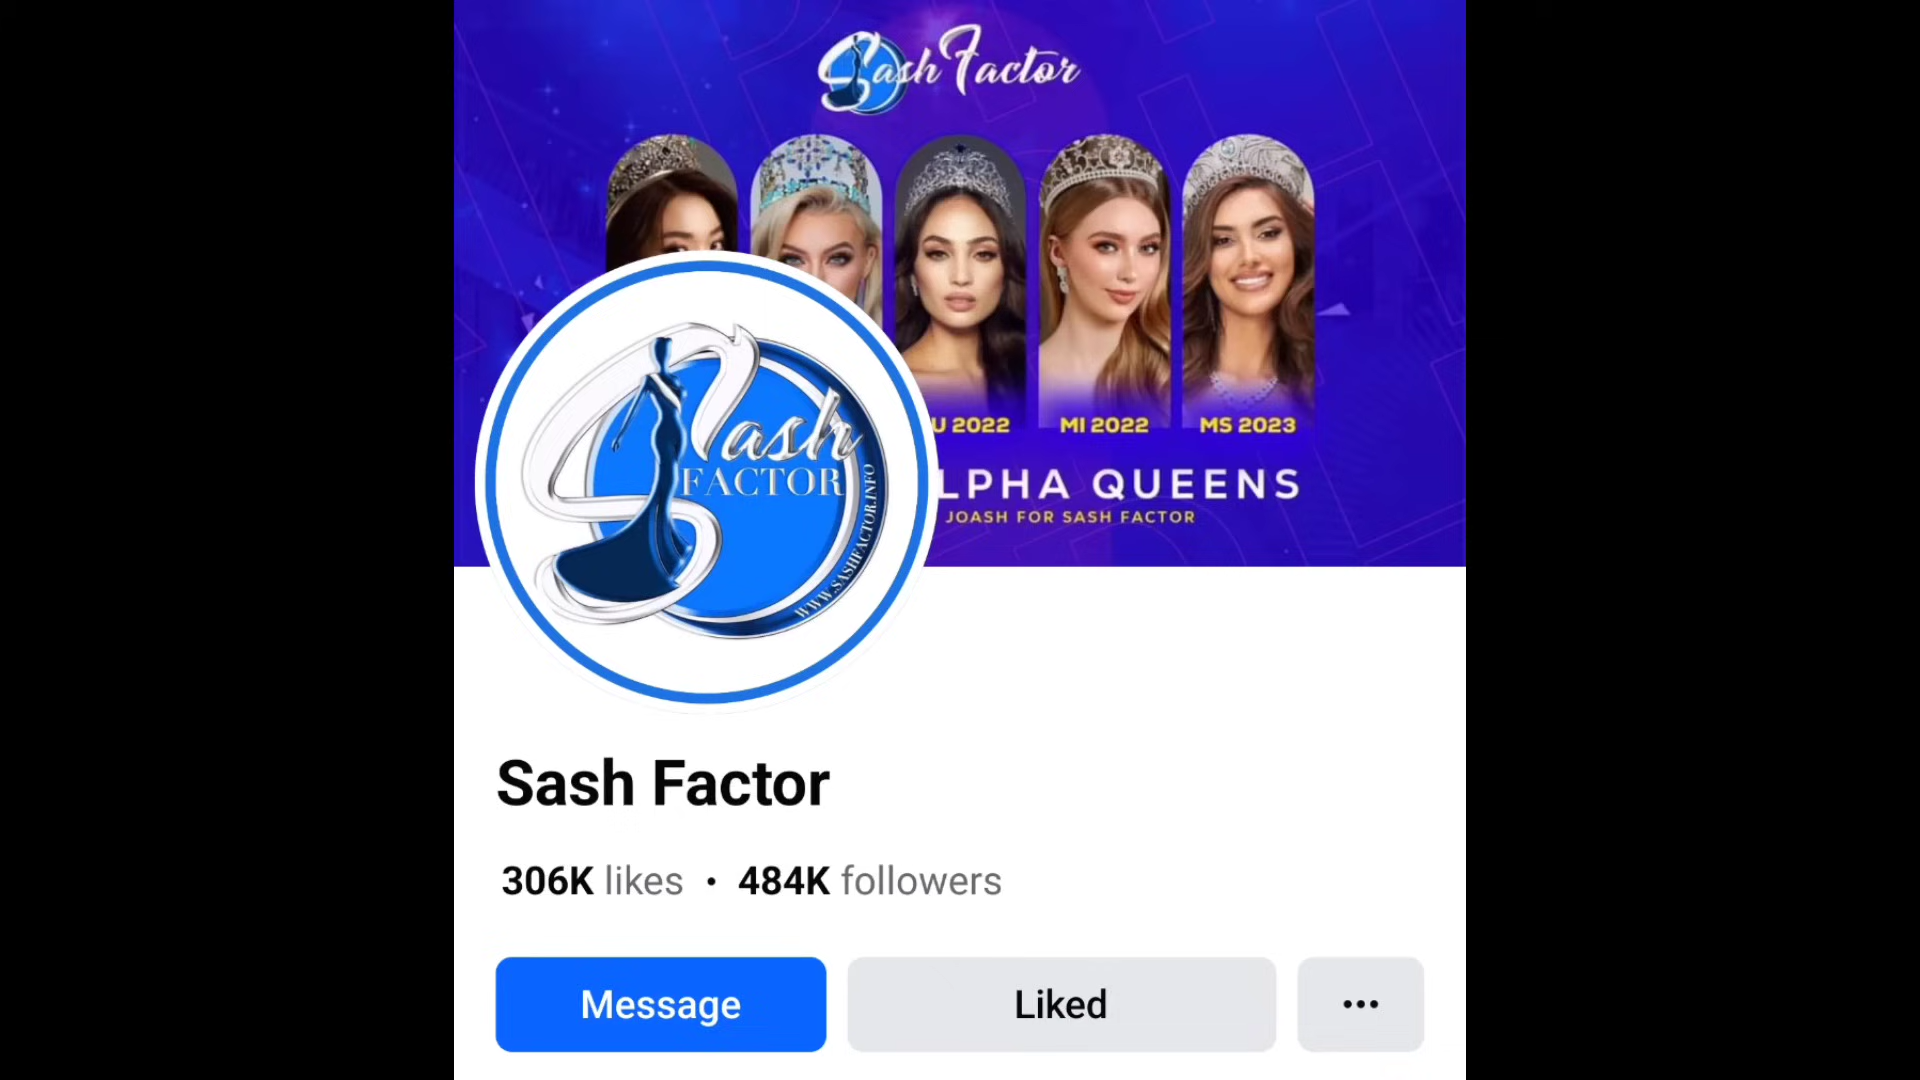 Sash Factor
U 2022
MI 2022
MS 2023
LPHA QUEENS
JOASH FOR SASH FACTOR
Sash
FACTOR
WWW.SASHFACTOR.INFO
Sash Factor
306K likes • 484K followers
Message
Liked